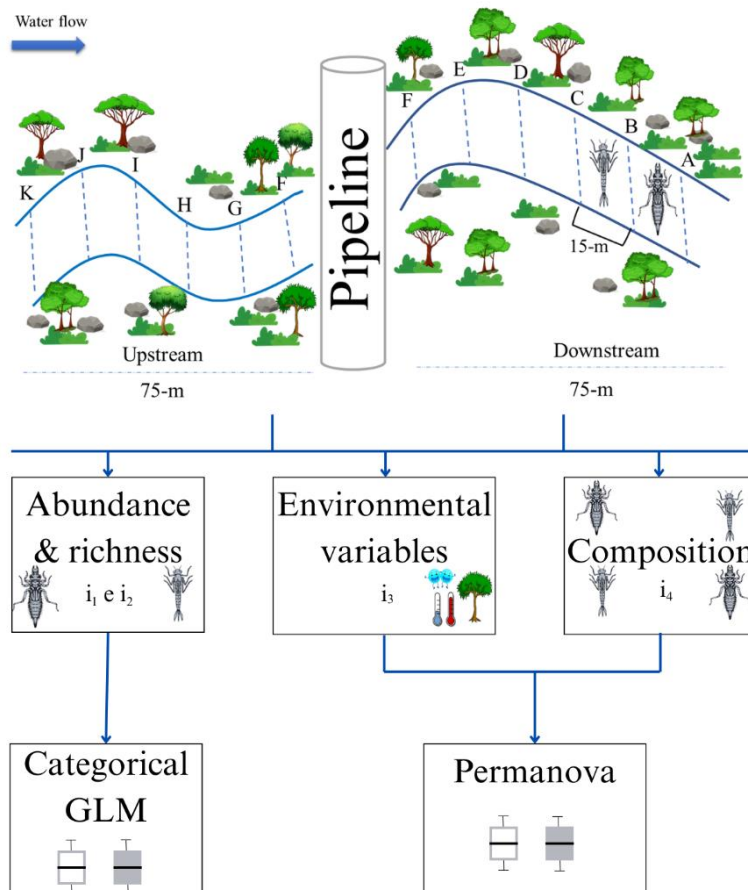 Water flow
K
J
I
H
G
F
Upstream
75-m
Pipeline
F
E
D
C
B
A
15-m
Downstream
75-m
Abundance
& richness
i₁ e i₂
Environmental
variables
i₃
Composition
i₄
Categorical
GLM
Permanova